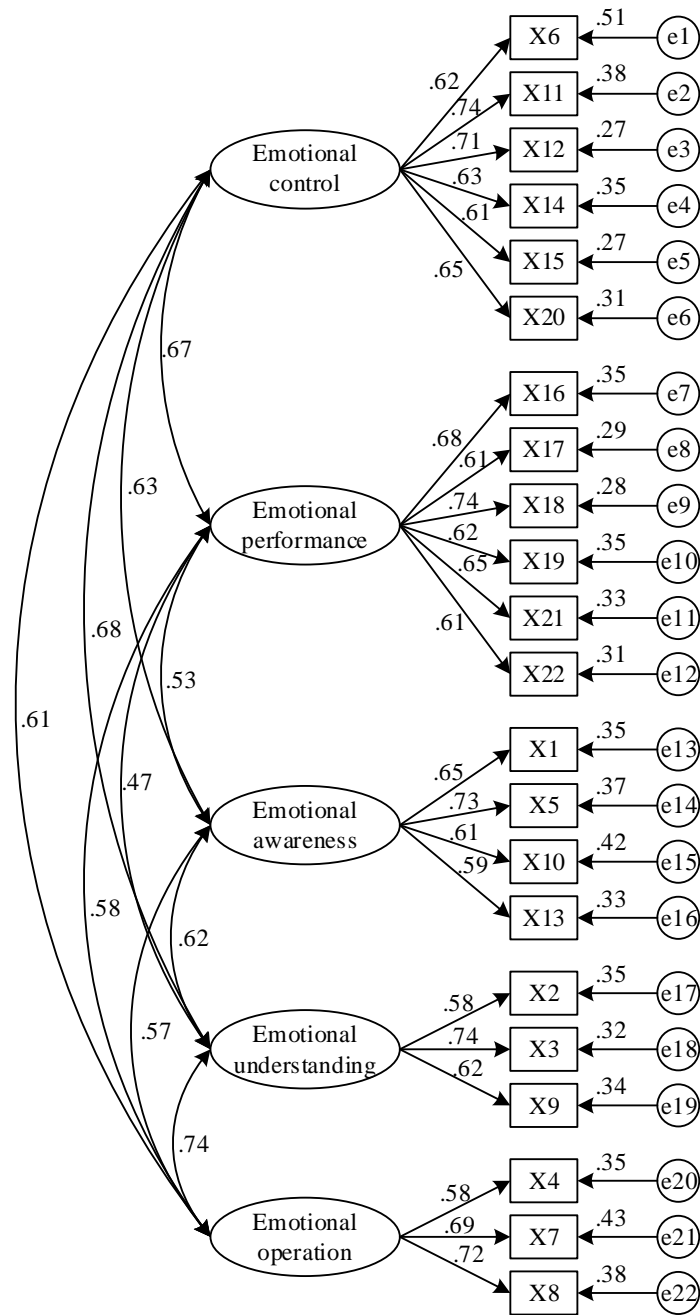 .51
X6
e1
.62
.38
X11
e2
.74
.27
X12
e3
.71
Emotional
control
.35
X14
e4
.63
.27
X15
e5
.61
.31
X20
e6
.65
.67
.35
X16
e7
.68
.29
X17
e8
.61
.28
X18
e9
.74
Emotional
performance
.35
X19
e10
.62
.33
X21
e11
.65
.31
X22
e12
.61
.63
.68
.53
.61
.47
.35
X1
e13
.65
.37
X5
e14
.73
Emotional
awareness
.42
X10
e15
.61
.33
X13
e16
.59
.58
.62
.57
.35
X2
e17
.58
Emotional
understanding
.32
X3
e18
.74
.34
X9
e19
.62
.74
.35
X4
e20
.58
Emotional
operation
.43
X7
e21
.69
.38
X8
e22
.72